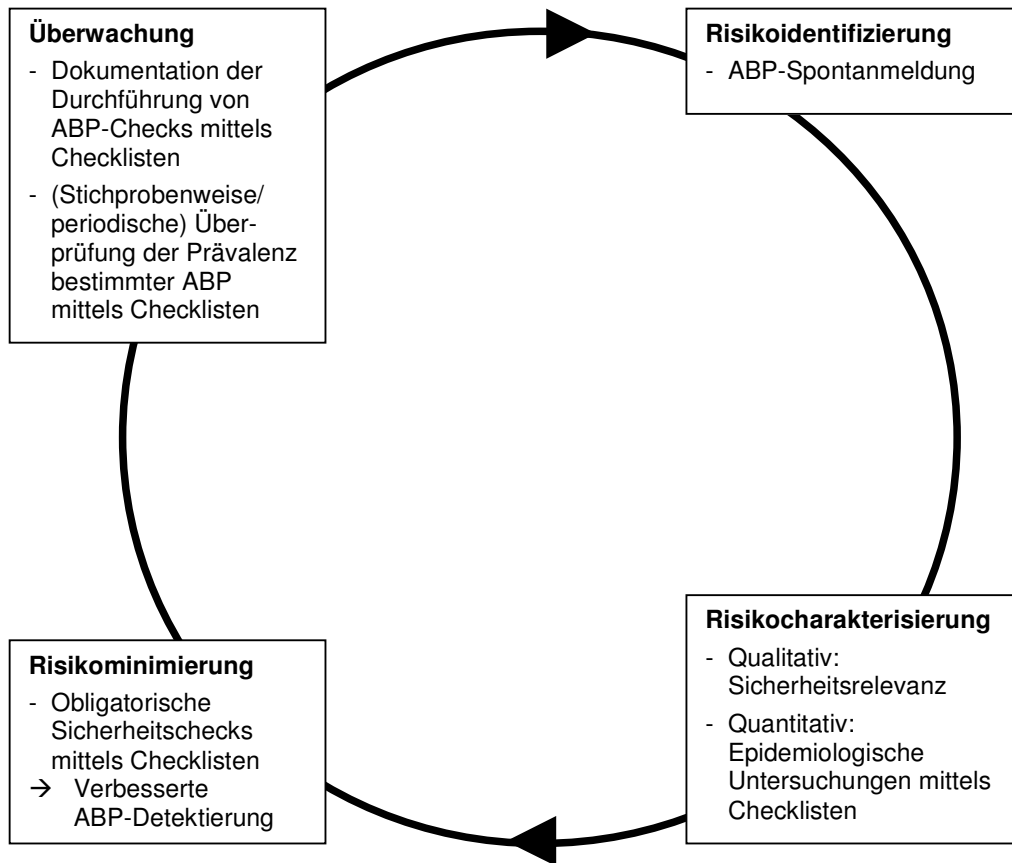 Überwachung
- Dokumentation der
Durchführung von
ABP-Checks mittels
Checklisten
- (Stichprobenweise/
periodische) Über-
prüfung der Prävalenz
bestimmter ABP
mittels Checklisten
Risikoidentifizierung
- ABP-Spontanmeldung
Risikocharakterisierung
- Qualitativ:
Sicherheitsrelevanz
- Quantitativ:
Epidemiologische
Untersuchungen mittels
Checklisten
Risikominimierung
- Obligatorische
Sicherheitschecks
mittels Checklisten
→ Verbesserte
ABP-Detektierung